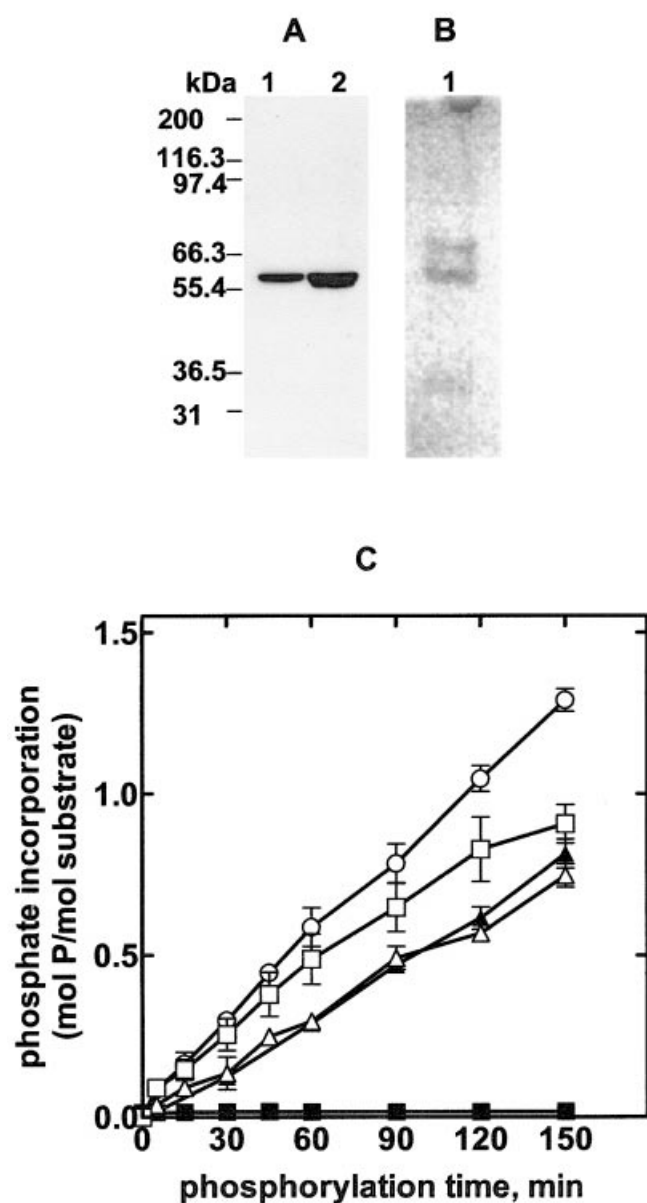 A B
kDa 1 2 1
200
116.3
97.4
66.3
55.4
36.5
31
C
phosphate incorporation
(mol P/mol substrate)
1.5
1.0
0.5
0.0
0 30 60 90 120 150
phosphorylation time, min